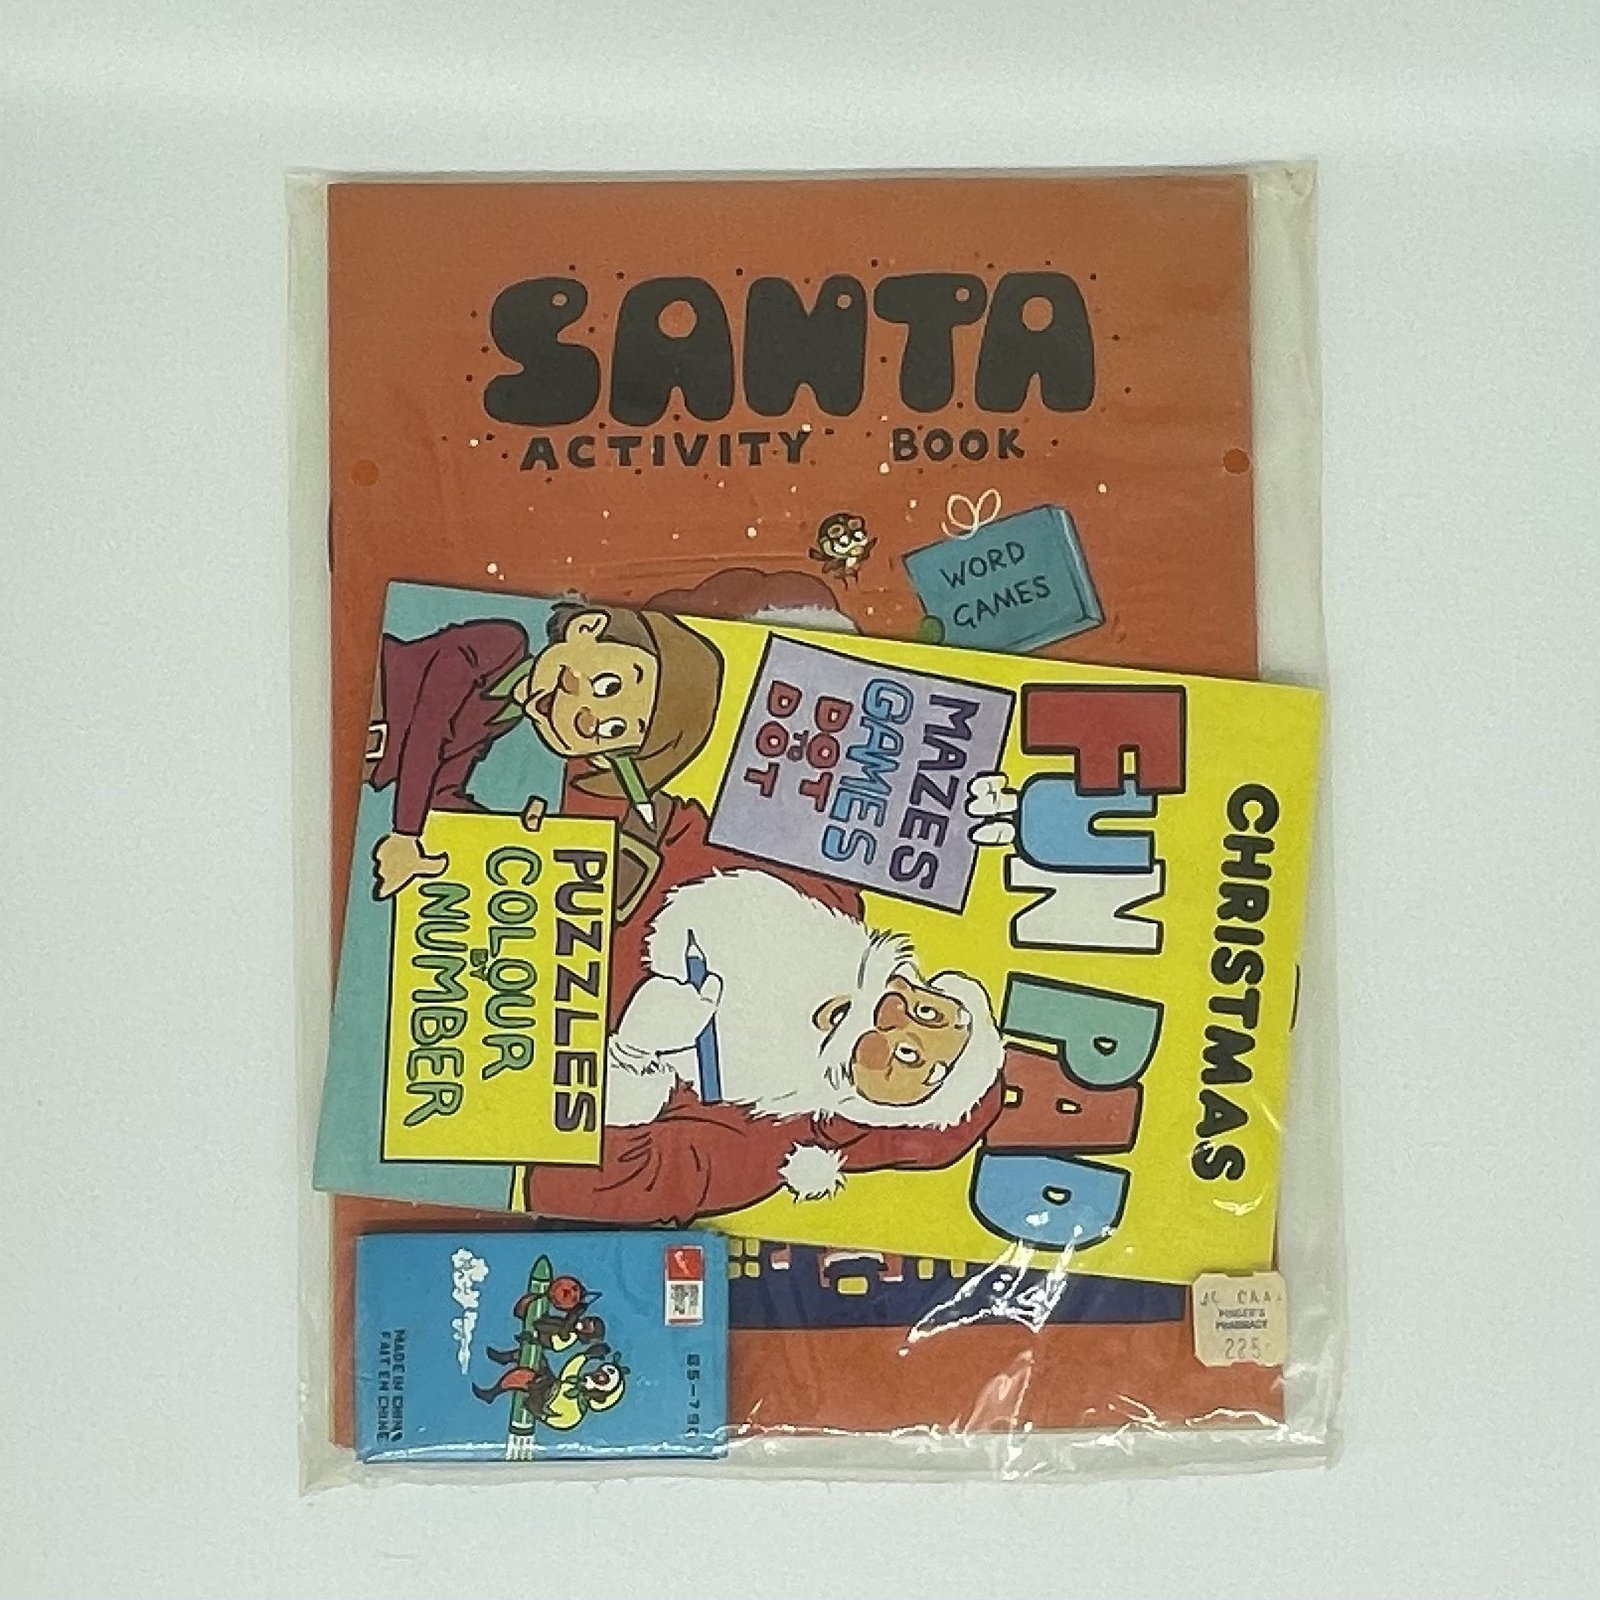 SANTA
ACTIVITY BOOK
WORD
GAMES
CHRISTMAS
FUN PAD
MAZES
GAMES
DOT
TO
DOT
PUZZLES
COLOUR
BY
NUMBER
MADE IN CHINA
FAIT EN CHINE
PHARMACY
225